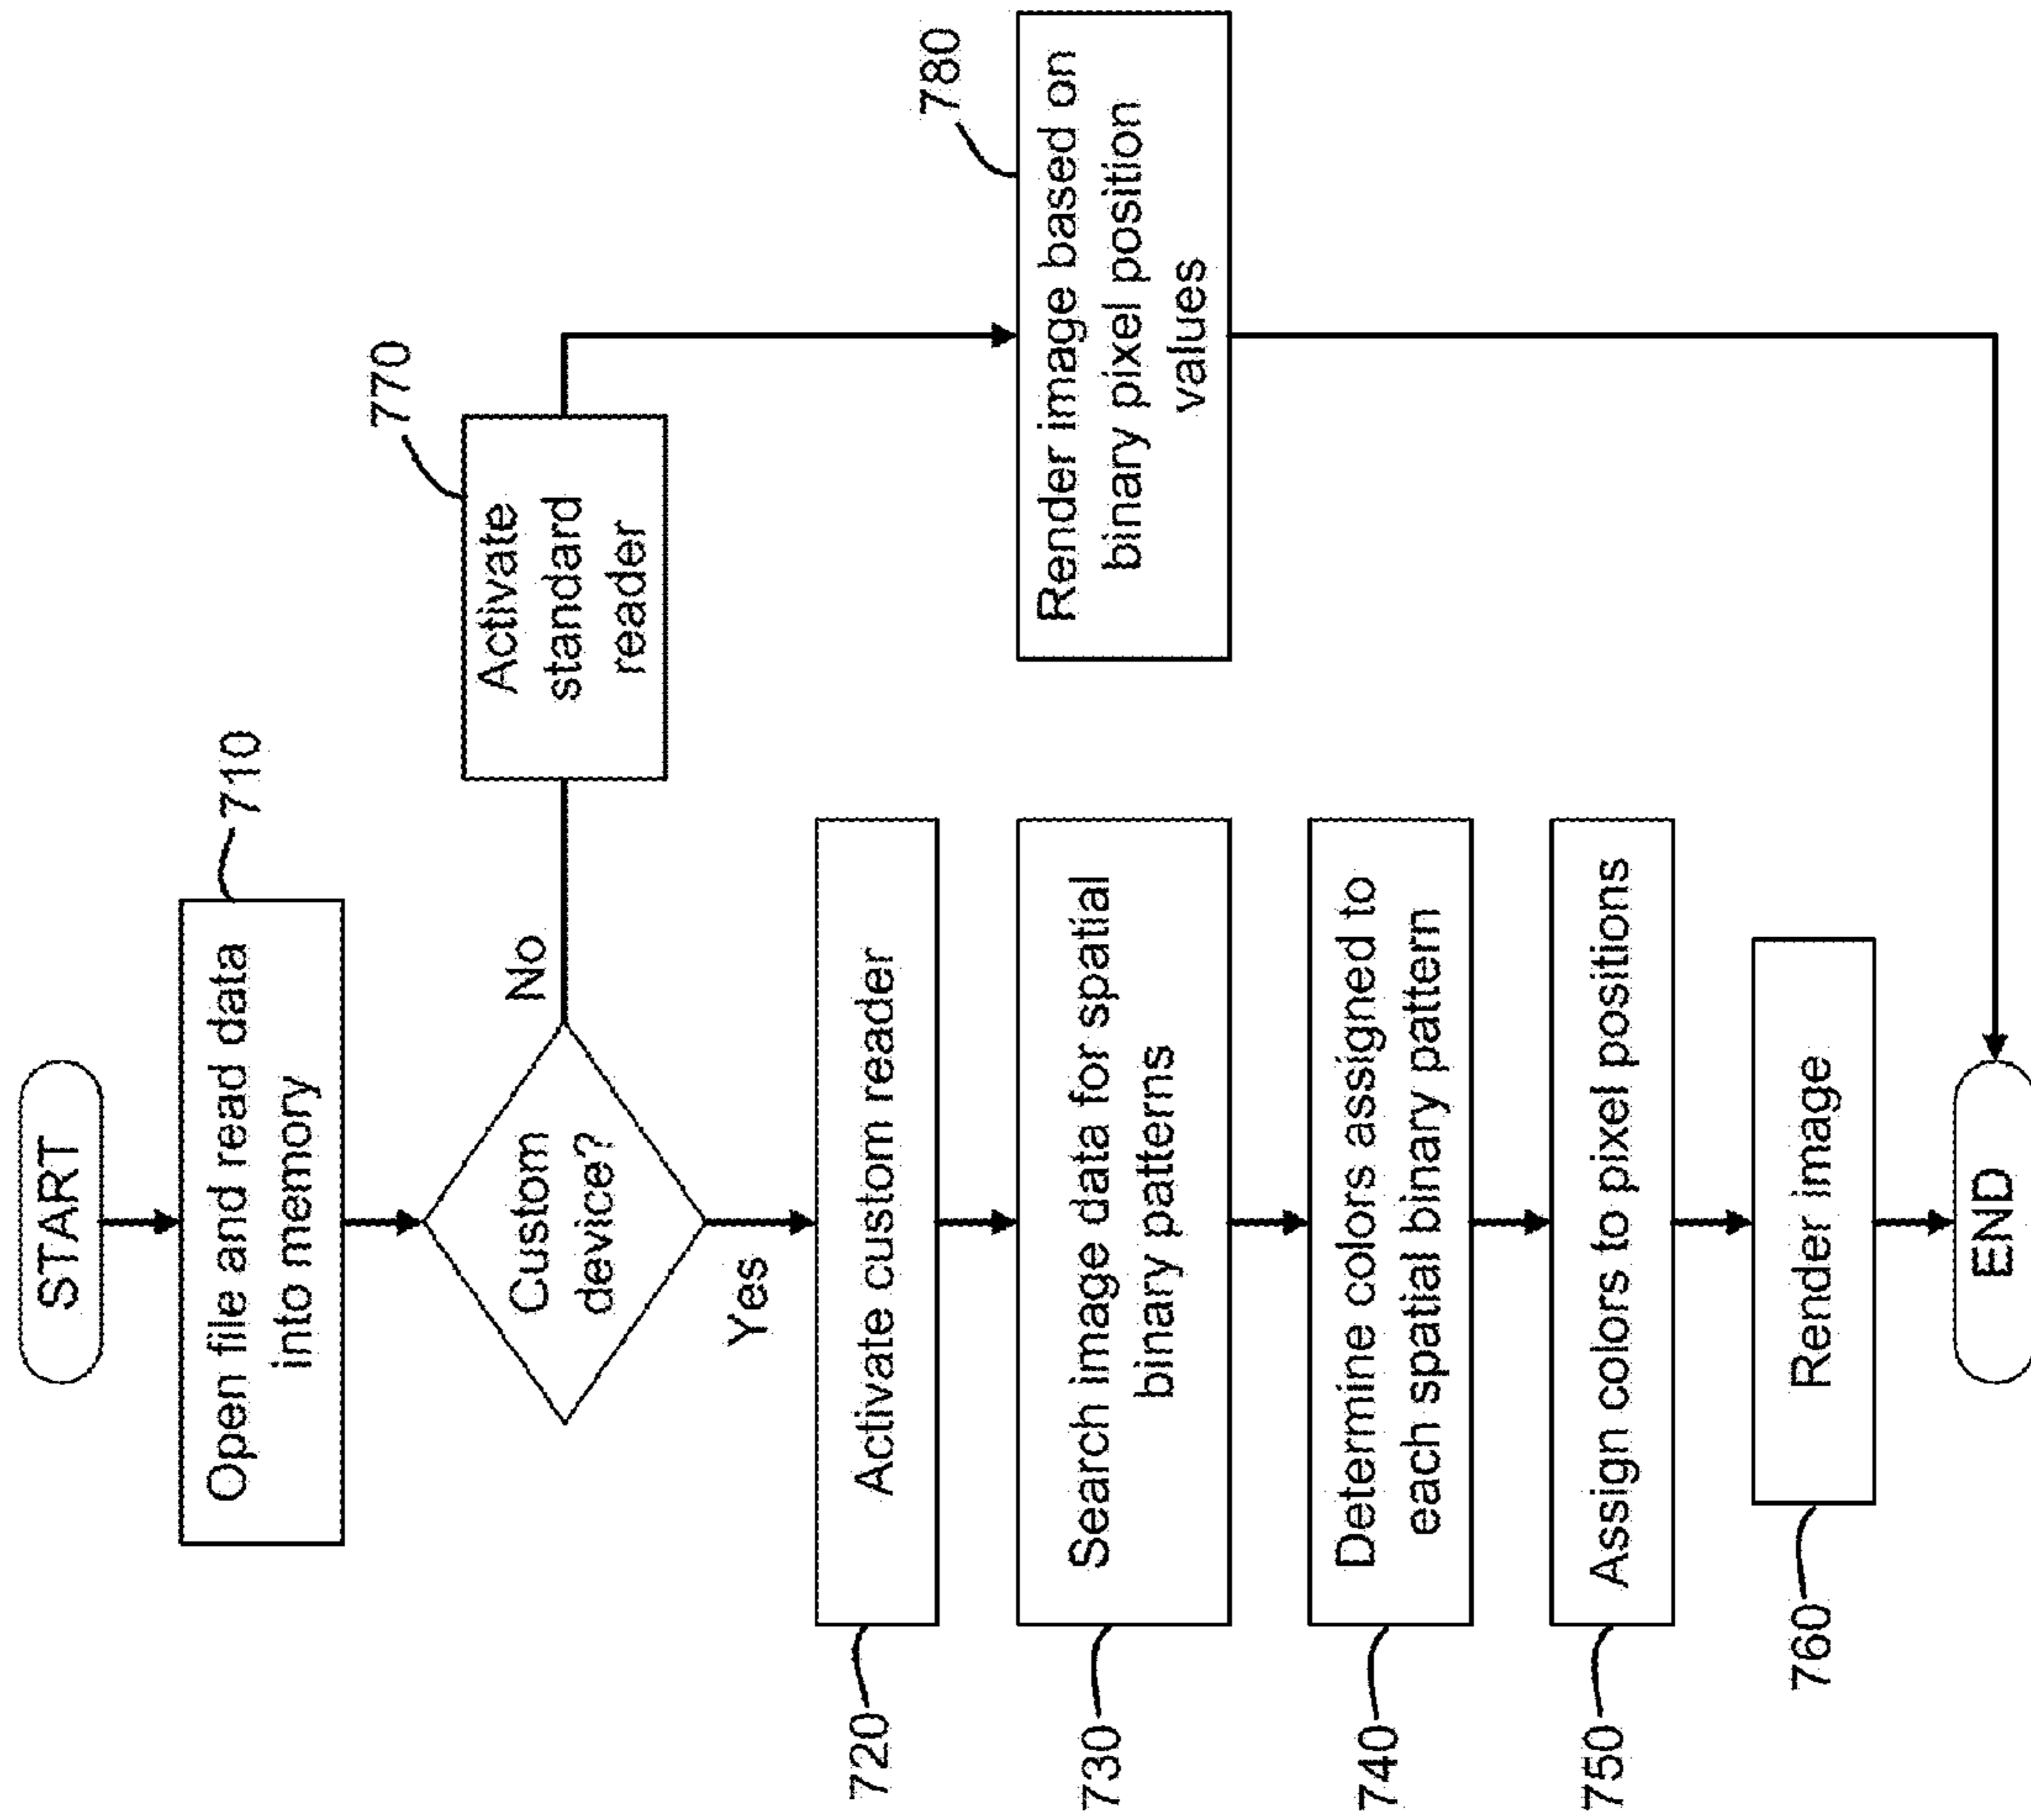 START
Open file and read data
into memory
710
Custom
device?
No
Yes
Activate
standard
reader
770
Render image based on
binary pixel position
values
780
Activate custom reader
720
Search image data for spatial
binary patterns
730
Determine colors assigned to
each spatial binary pattern
740
Assign colors to pixel positions
750
Render image
760
END